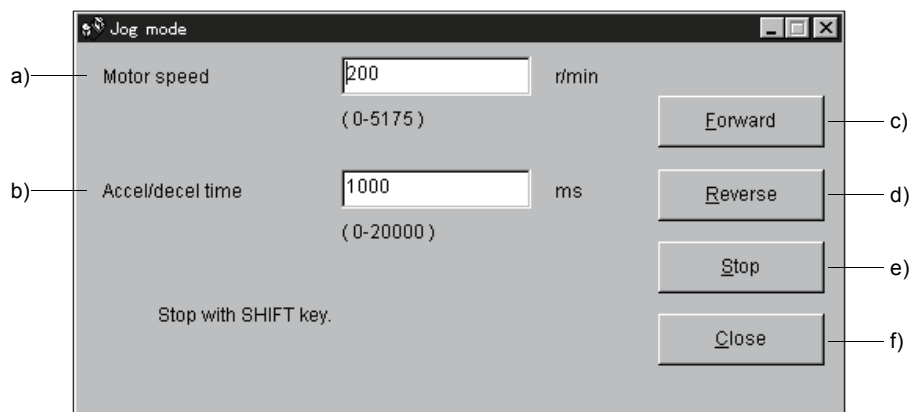 Jog mode
a) Motor speed 200 r/min
(0-5175)
Forward c)
b) Accel/decel time 1000 ms
Reverse d)
(0-20000)
Stop e)
Stop with SHIFT key.
Close f)